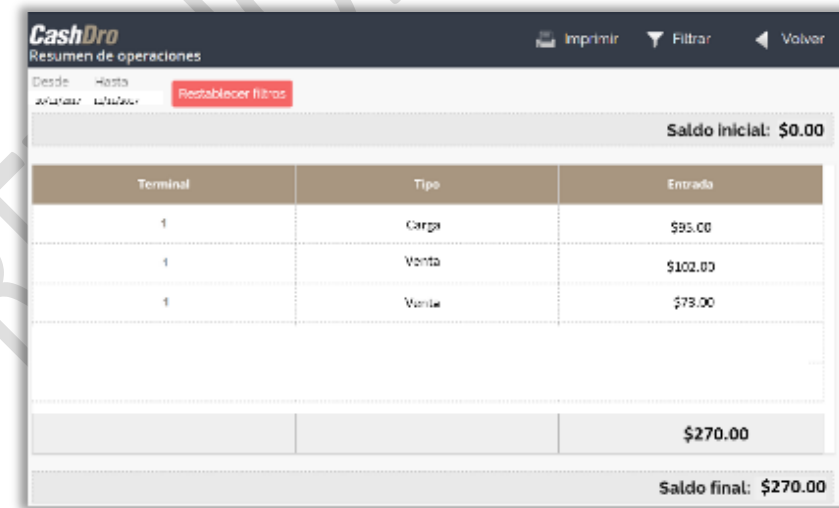 CashDro
Resumen de operaciones
Imprimir Filtrar Volver
Desde Hasta
Restablecer filtros
Saldo inicial: $0.00
Terminal Tipo Entrada
1 Carga $95.00
1 Venta $102.00
1 Venta $73.00
$270.00
Saldo final: $270.00